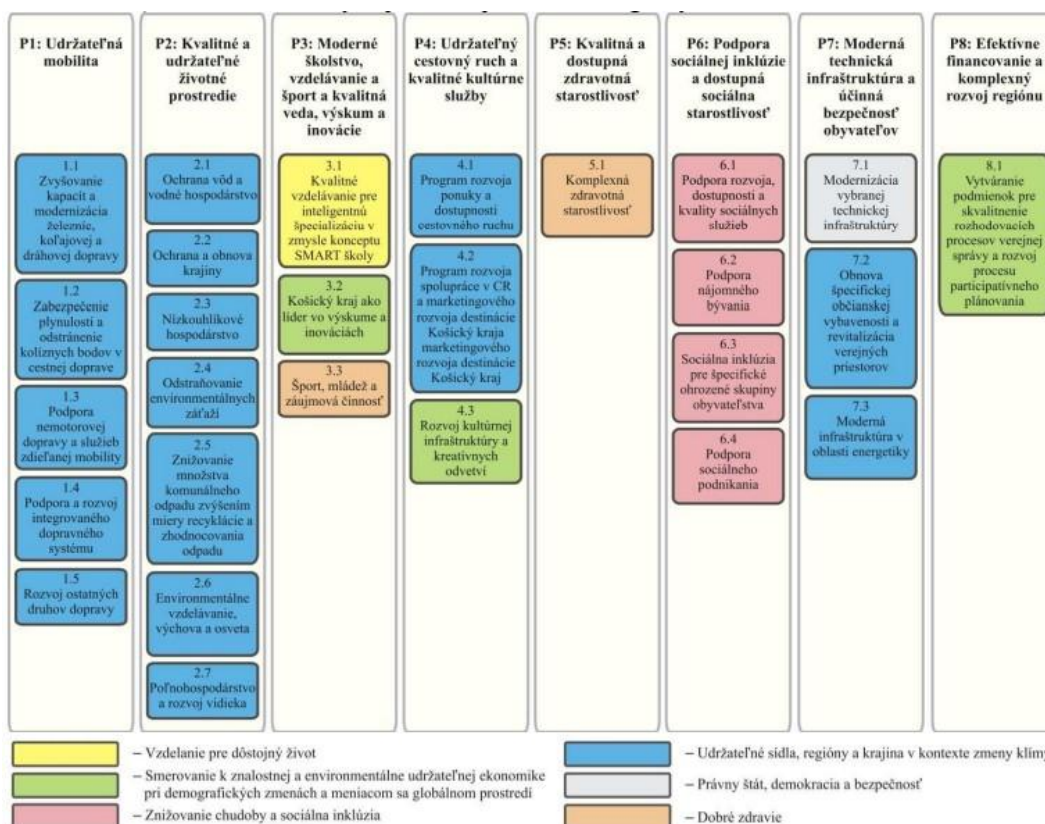 P1: Udržateľná
mobilita
1.1
Zvyšovanie
kapacít a
modernizácia
železnic,
koľajovej a
dráhovej dopravy
1.2
Zabezpečenie
plynulosti a
odstránenie
kolíznych bodov v
cestnej doprave
1.3
Podpora
nemotorovej
dopravy a služieb
zdieľanej mobility
1.4
Podpora a rozvoj
integrovaného
dopravného
systému
1.5
Rozvoj ostatných
druhov dopravy
P2: Kvalitné a
udržateľné
životné
prostredie
2.1
Ochrana vôd a
vodné hospodárstvo
2.2
Ochrana a obnova
krajiny
2.3
Nízkouhlíkové
hospodárstvo
2.4
Odstraňovanie
environmentálnych
záťaží
2.5
Znižovanie
množstva
komunálneho
odpadu zvýšením
miery recyklácie a
zhodnocovania
odpadu
2.6
Environmentálne
vzdelávanie,
výchova a osveta
2.7
Poľnohospodárstvo
a rozvoj vidieka
P3: Moderné
školstvo,
vzdelávanie a
šport a kvalitná
veda, výskum a
inovácie
3.1
Kvalitné
vzdelávanie pre
inteligentnú
špecializáciu v
zmysle konceptu
SMART školy
3.2
Košický kraj ako
líder vo výskume a
inováciách
3.3
Šport, mládež a
záujmová činnosť
P4: Udržateľný
cestovný ruch a
kvalitné kultúrne
služby
4.1
Program rozvoja
ponuky a
dostupnosti
cestovného ruchu
4.2
Program rozvoja
spolupráce v CR
a marketingového
rozvoja destinácie
Košický kraja
marketingového
rozvoja destinácie
Košický kraj
4.3
Rozvoj kultúrnej
infraštruktúry a
kreatívnych
odvetví
P5: Kvalitná a
dostupná
zdravotná
starostlivosť
5.1
Komplexná
zdravotná
starostlivosť
P6: Podpora
sociálnej inklúzie
a dostupná
sociálna
starostlivosť
6.1
Podpora rozvoja,
dostupnosti a
kvality sociálnych
služieb
6.2
Podpora
nájomného
bývania
6.3
Sociálna inklúzia
pre špecifické
ohrozené skupiny
obyvateľstva
6.4
Podpora
sociálneho
podnikania
P7: Moderná
technická
infraštruktúra a
účinná
bezpečnosť
obyvateľov
7.1
Modernizácia
vybranej
technickej
infraštruktúry
7.2
Obnova
špecifickej
občianskej
vybavenosti a
revitalizácia
verejných
priestorov
7.3
Moderná
infraštruktúra v
oblasti energetiky
P8: Efektívne
financovanie a
komplexný
rozvoj regiónu
8.1
Vytváranie
podmienok pre
skvalitnenie
rozhodovacích
procesov verejnej
správy a rozvoj
procesu
participatívneho
plánovania
– Vzdelanie pre dôstojný život
– Smerovanie k znalostnej a environmentálne udržateľnej ekonomike
pri demografických zmenách a meniacom sa globálnom prostredí
– Znižovanie chudoby a sociálna inklúzia
– Udržateľné sídla, regióny a krajina v kontexte zmeny klímy
– Právny štát, demokracia a bezpečnosť
– Dobré zdravie